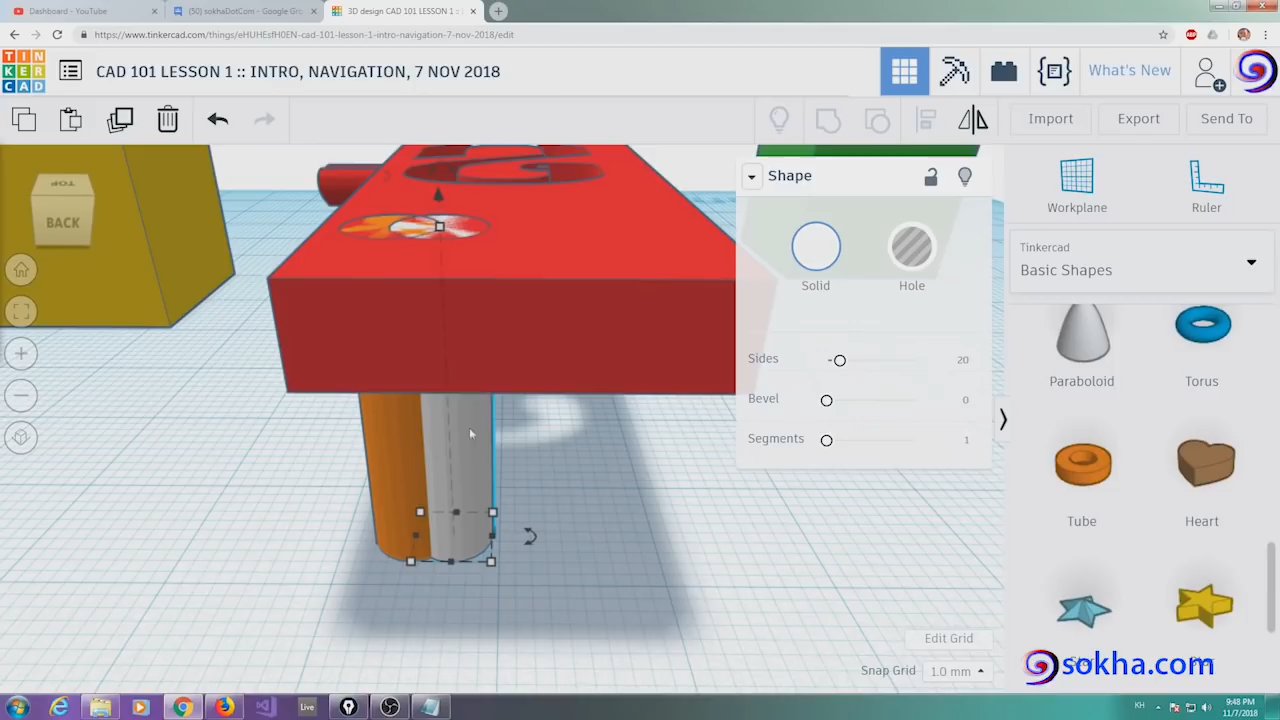 Dashboard - YouTube
(50) sokhaDotCom - Google Gro
3D design CAD 101 LESSON 1 ::
https://www.tinkercad.com/things/eHUHEsfH0EN-cad-101-lesson-1-intro-navigation-7-nov-2018/edit
TIN
KER
CAD
CAD 101 LESSON 1 :: INTRO, NAVIGATION, 7 NOV 2018
What's New
Import
Export
Send To
TOP
BACK
Shape
Solid
Hole
Sides
20
Bevel
0
Segments
1
Workplane
Ruler
Tinkercad
Basic Shapes
Paraboloid
Torus
Tube
Heart
Edit Grid
Snap Grid
1.0 mm
sokha.com
Live
KH
9:48 PM
11/7/2018